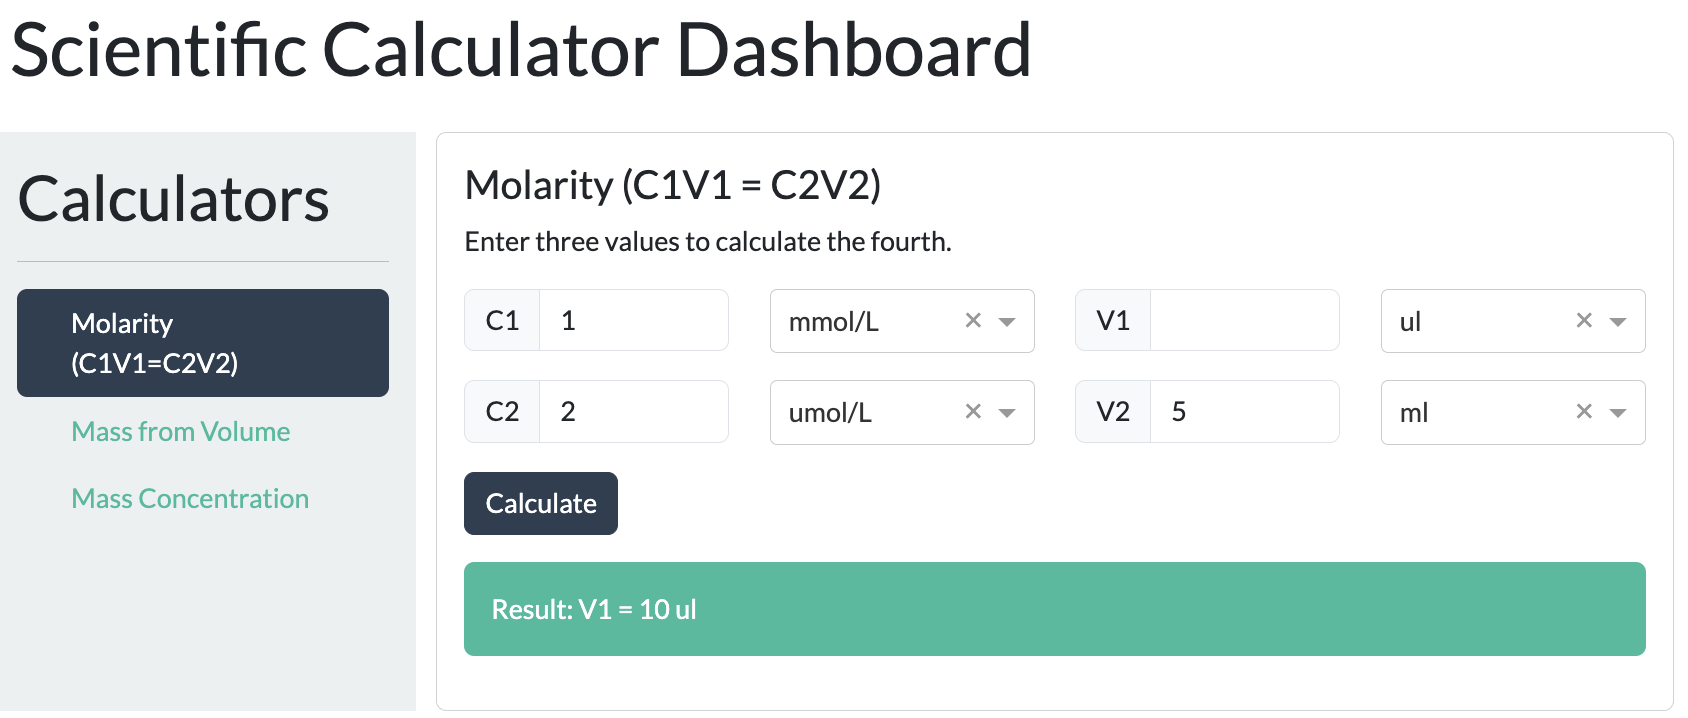 Scientific Calculator Dashboard
Calculators
Molarity
(C1V1=C2V2)
Mass from Volume
Mass Concentration
Molarity (C1V1 = C2V2)
Enter three values to calculate the fourth.
C1 1 mmol/L V1 ul
C2 2 umol/L V2 5 ml
Calculate
Result: V1 = 10 ul